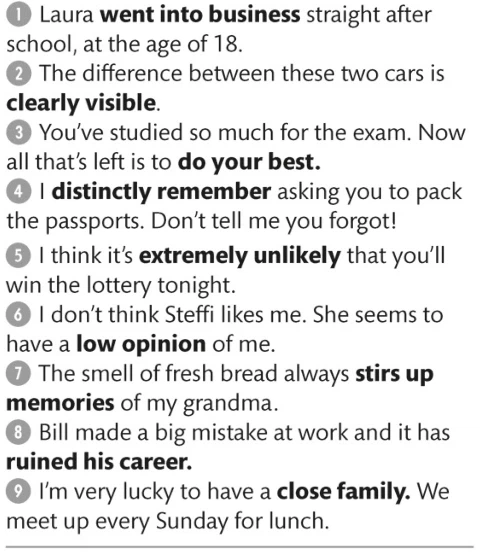 1 Laura went into business straight after
school, at the age of 18.
2 The difference between these two cars is
clearly visible.
3 You've studied so much for the exam. Now
all that's left is to do your best.
4 I distinctly remember asking you to pack
the passports. Don't tell me you forgot!
5 I think it's extremely unlikely that you'll
win the lottery tonight.
6 I don't think Steffi likes me. She seems to
have a low opinion of me.
7 The smell of fresh bread always stirs up
memories of my grandma.
8 Bill made a big mistake at work and it has
ruined his career.
9 I'm very lucky to have a close family. We
meet up every Sunday for lunch.